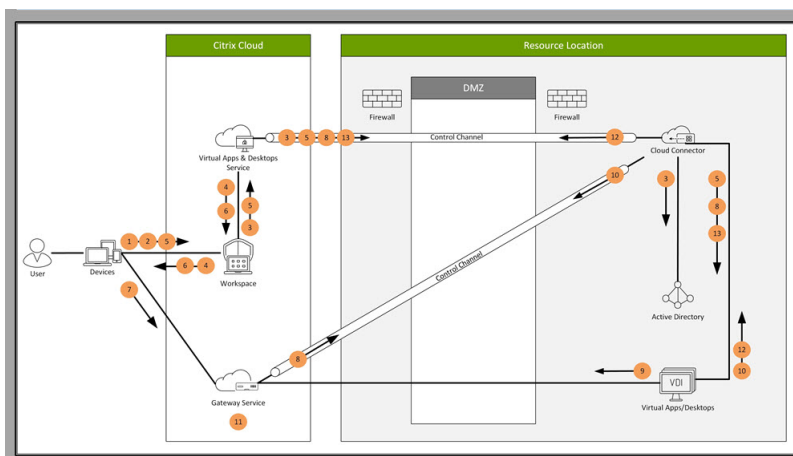 Citrix Cloud
Resource Location
DMZ
Firewall
Firewall
3
5
8
13
Control Channel
12
Virtual Apps & Desktops
Service
Cloud Connector
4
6
5
3
10
3
5
8
13
1
2
5
6
4
User
Devices
Workspace
7
Control Channel
Active Directory
8
12
10
9
VDI
Gateway Service
Virtual Apps/Desktops
11